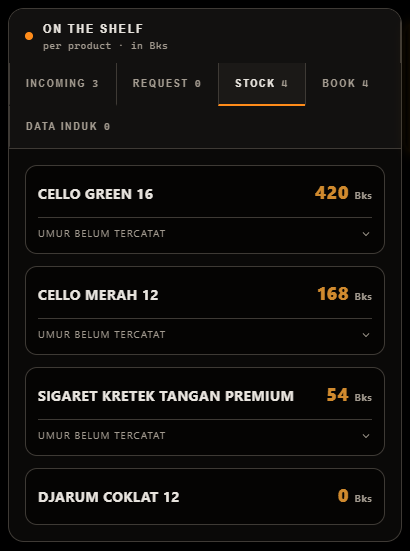 ON THE SHELF
per product · in Bks
INCOMING 3 REQUEST 0 STOCK 4 BOOK 4
DATA INDUK 0
CELLO GREEN 16 420 Bks
UMUR BELUM TERCATAT
CELLO MERAH 12 168 Bks
UMUR BELUM TERCATAT
SIGARET KRETEK TANGAN PREMIUM 54 Bks
UMUR BELUM TERCATAT
DJARUM COKLAT 12 0 Bks